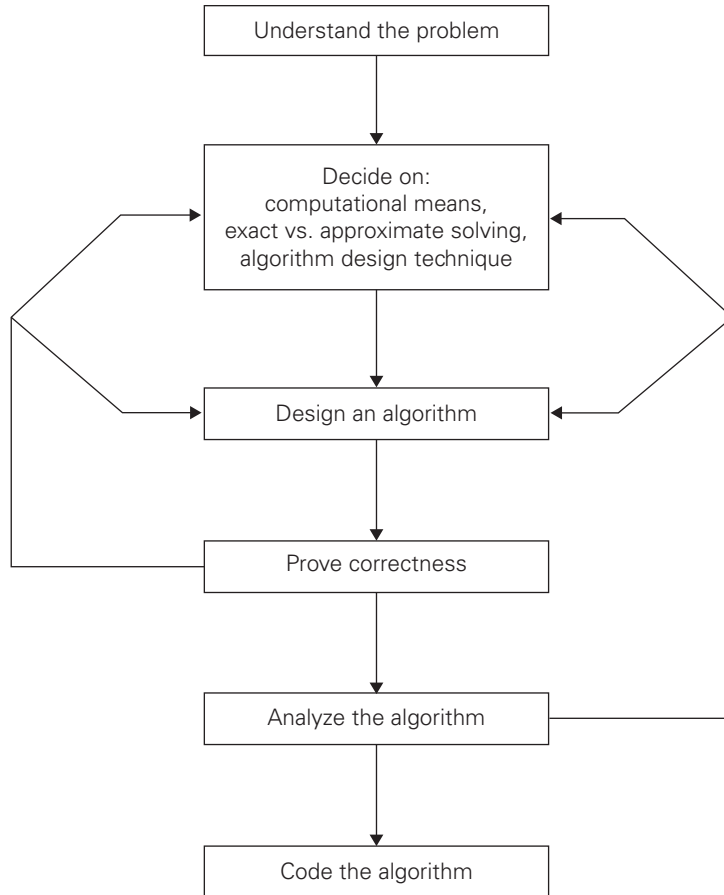 Understand the problem
Decide on:
computational means,
exact vs. approximate solving,
algorithm design technique
Design an algorithm
Prove correctness
Analyze the algorithm
Code the algorithm